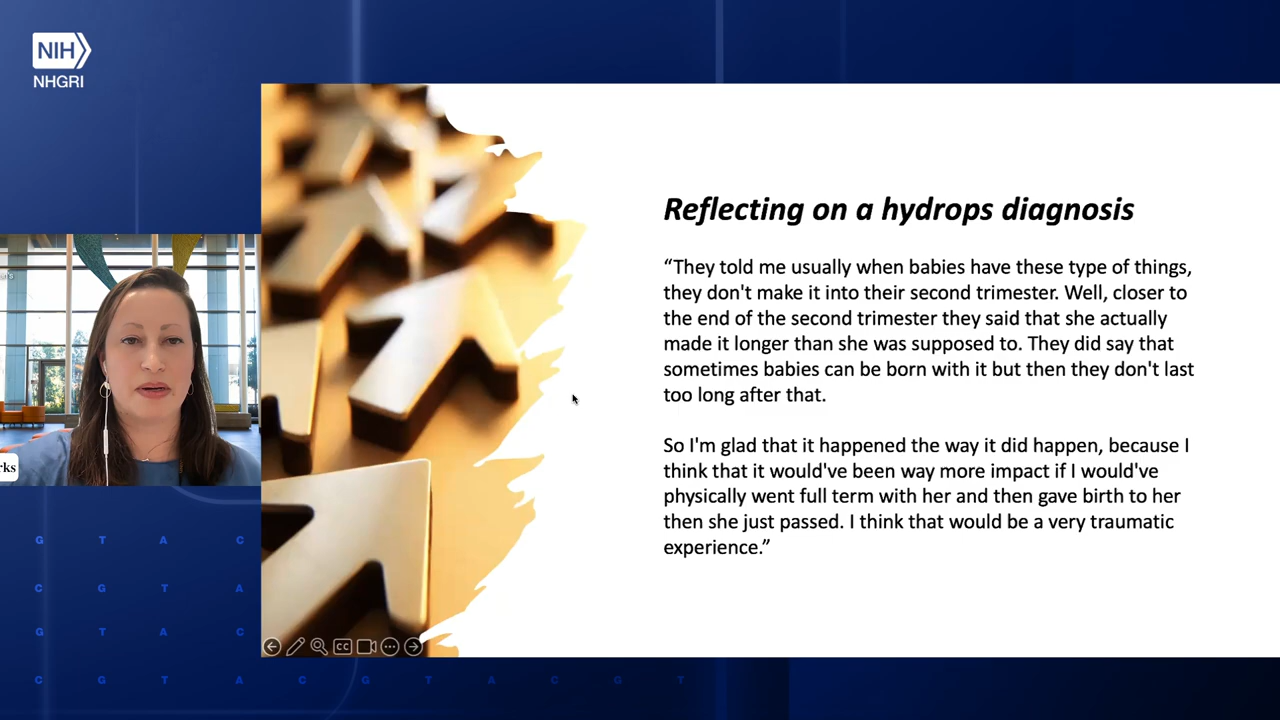 NIH
NHGRI
Reflecting on a hydrops diagnosis
“They told me usually when babies have these type of things,
they don't make it into their second trimester. Well, closer to
the end of the second trimester they said that she actually
made it longer than she was supposed to. They did say that
sometimes babies can be born with it but then they don't last
too long after that.
So I'm glad that it happened the way it did happen, because I
think that it would've been way more impact if I would've
physically went full term with her and then gave birth to her
then she just passed. I think that would be a very traumatic
experience.”
rks
CC
G T A C
C G T A
G T A C
C G T A C G T A C G T